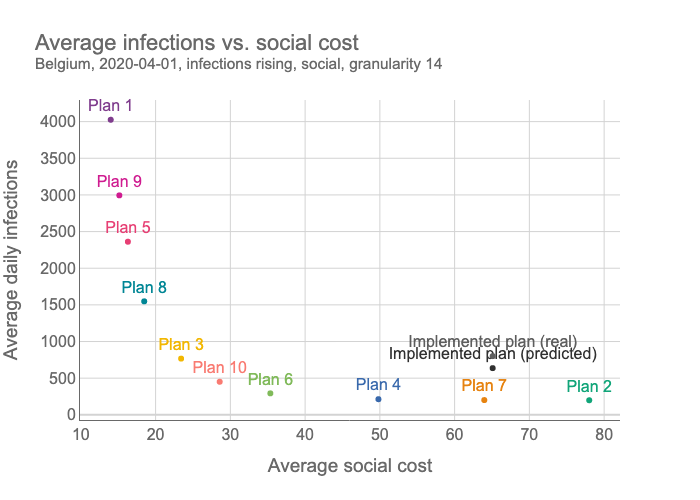 Average infections vs. social cost
Belgium, 2020-04-01, infections rising, social, granularity 14
Average daily infections
4000
3500
3000
2500
2000
1500
1000
500
0
Plan 1
Plan 9
Plan 5
Plan 8
Plan 3
Plan 10
Plan 6
Plan 4
Implemented plan (real)
Implemented plan (predicted)
Plan 7
Plan 2
10 20 30 40 50 60 70 80
Average social cost